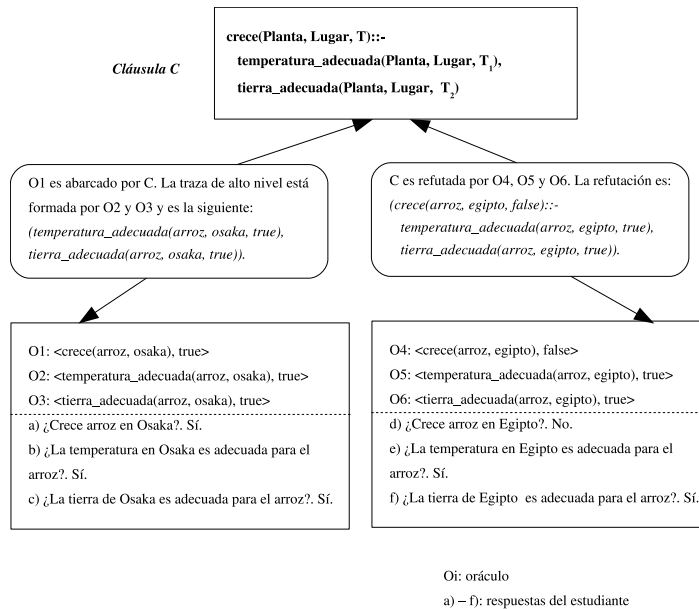 Cláusula C
crece(Planta, Lugar, T)::-
temperatura_adecuada(Planta, Lugar, T1),
tierra_adecuada(Planta, Lugar, T2)
O1 es abarcado por C. La traza de alto nivel está
formada por O2 y O3 y es la siguiente:
(temperatura_adecuada(arroz, osaka, true),
tierra_adecuada(arroz, osaka, true)).
C es refutada por O4, O5 y O6. La refutación es:
(crece(arroz, egipto, false)::-
temperatura_adecuada(arroz, egipto, true),
tierra_adecuada(arroz, egipto, true)).
O1: <crece(arroz, osaka), true>
O2: <temperatura_adecuada(arroz, osaka), true>
O3: <tierra_adecuada(arroz, osaka), true>
a) ¿Crece arroz en Osaka?. Sí.
b) ¿La temperatura en Osaka es adecuada para el
arroz?. Sí.
c) ¿La tierra de Osaka es adecuada para el arroz?. Sí.
O4: <crece(arroz, egipto), false>
O5: <temperatura_adecuada(arroz, egipto), true>
O6: <tierra_adecuada(arroz, egipto), true>
d) ¿Crece arroz en Egipto?. No.
e) ¿La temperatura en Egipto es adecuada para el
arroz?. Sí.
f) ¿La tierra de Egipto es adecuada para el arroz?. Sí.
Oi: oráculo
a) – f): respuestas del estudiante